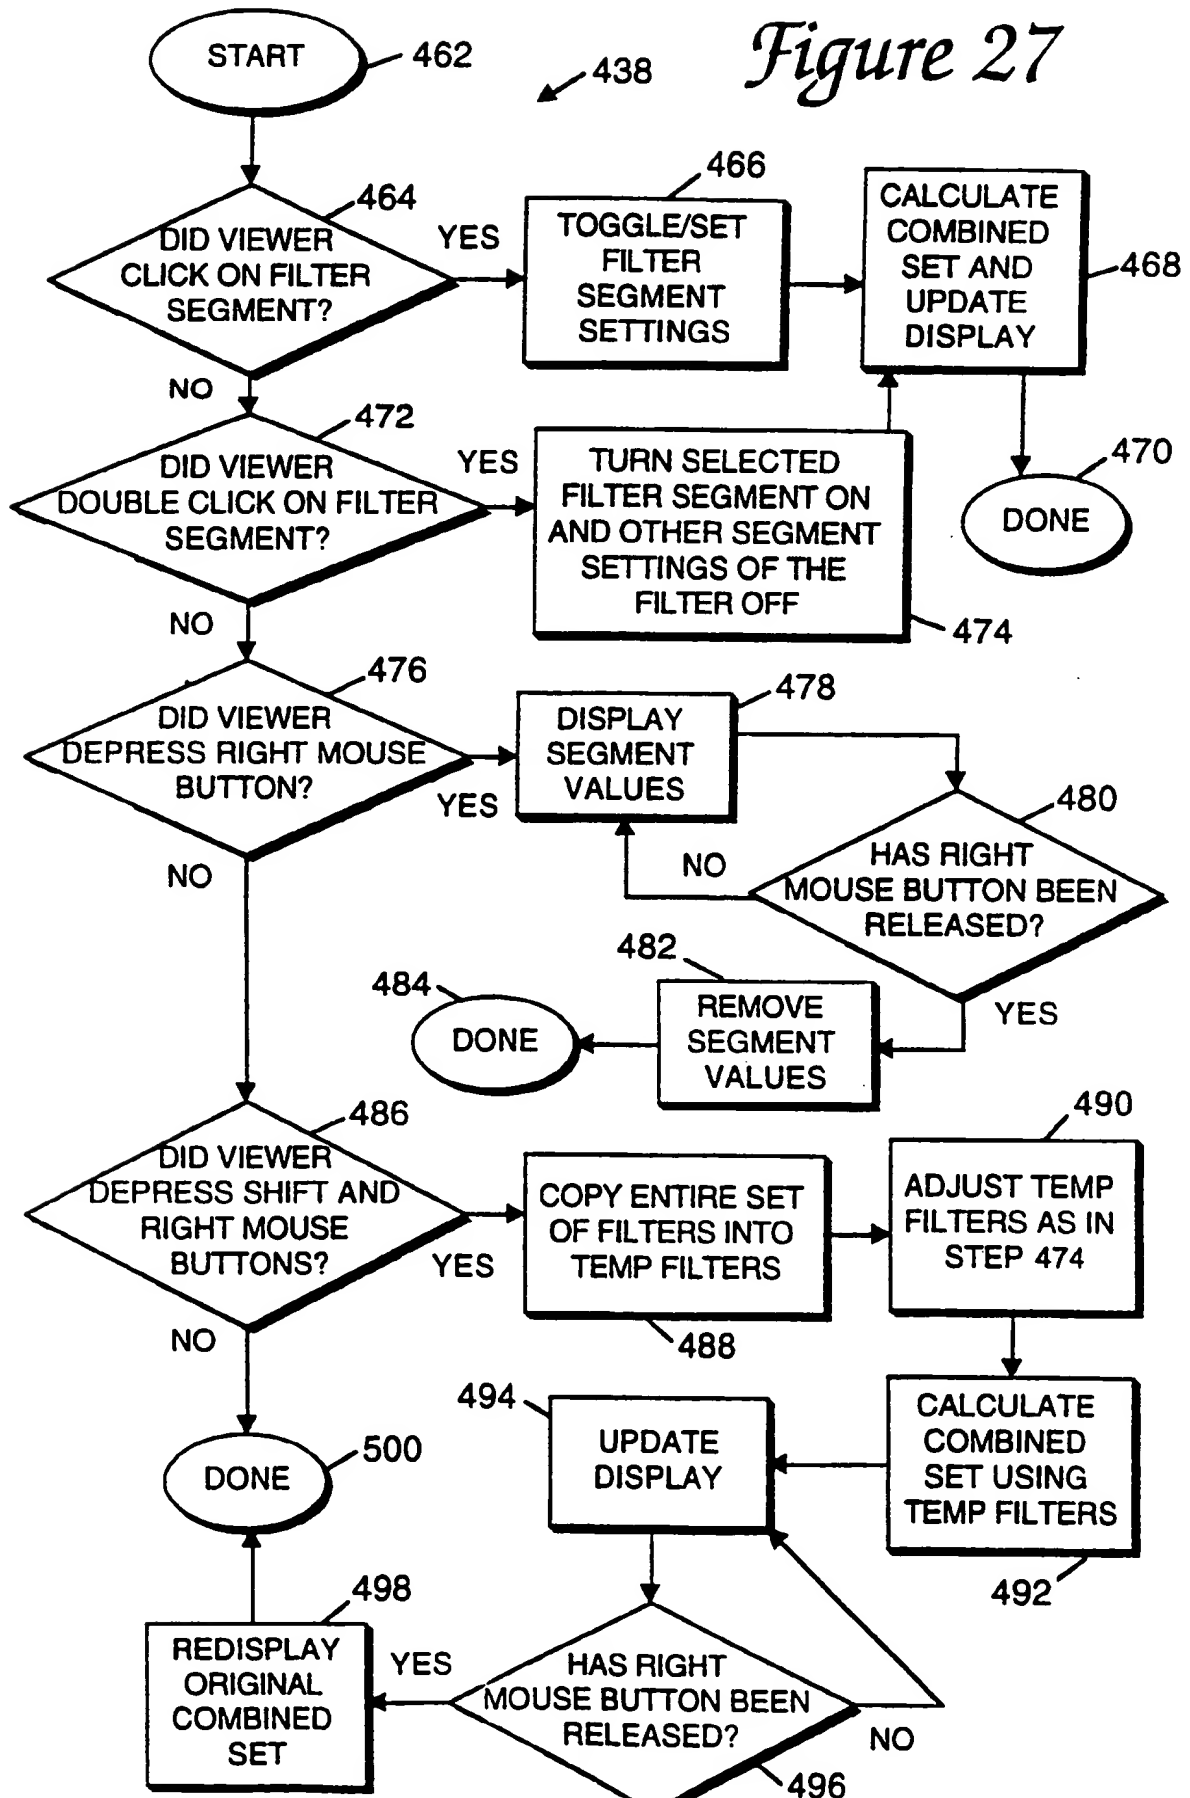 Figure 27
START
462
438
464
DID VIEWER
CLICK ON FILTER
SEGMENT?
YES
NO
466
TOGGLE/SET
FILTER
SEGMENT
SETTINGS
CALCULATE
COMBINED
SET AND
UPDATE
DISPLAY
468
470
DONE
472
DID VIEWER
DOUBLE CLICK ON FILTER
SEGMENT?
YES
NO
TURN SELECTED
FILTER SEGMENT ON
AND OTHER SEGMENT
SETTINGS OF THE
FILTER OFF
474
476
DID VIEWER
DEPRESS RIGHT MOUSE
BUTTON?
YES
NO
478
DISPLAY
SEGMENT
VALUES
480
HAS RIGHT
MOUSE BUTTON BEEN
RELEASED?
NO
YES
482
REMOVE
SEGMENT
VALUES
484
DONE
486
DID VIEWER
DEPRESS SHIFT AND
RIGHT MOUSE
BUTTONS?
YES
NO
COPY ENTIRE SET
OF FILTERS INTO
TEMP FILTERS
488
490
ADJUST TEMP
FILTERS AS IN
STEP 474
CALCULATE
COMBINED
SET USING
TEMP FILTERS
492
494
UPDATE
DISPLAY
HAS RIGHT
MOUSE BUTTON BEEN
RELEASED?
496
NO
YES
498
REDISPLAY
ORIGINAL
COMBINED
SET
500
DONE